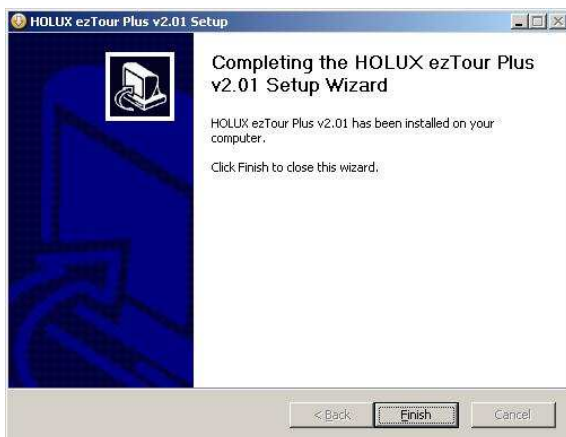 HOLUX ezTour Plus v2.01 Setup
Completing the HOLUX ezTour Plus
v2.01 Setup Wizard
HOLUX ezTour Plus v2.01 has been installed on your
computer.
Click Finish to close this wizard.
< Back
Finish
Cancel